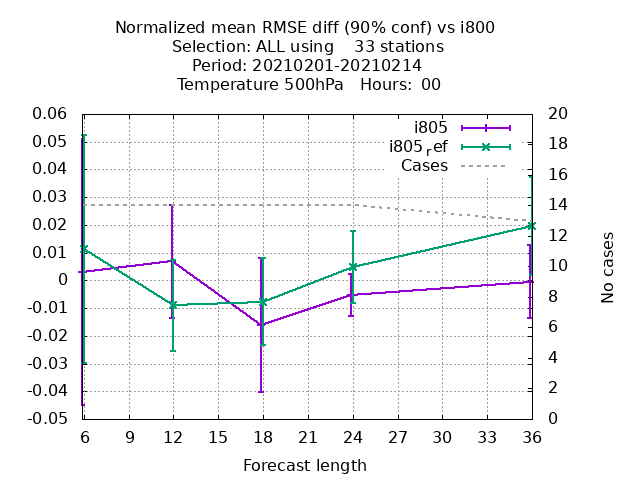 Normalized mean RMSE diff (90% conf) vs i800
Selection: ALL using    33 stations
Period: 20210201-20210214
Temperature 500hPa   Hours:  00
i805
i805_ref
Cases
0.06
0.05
0.04
0.03
0.02
0.01
0
-0.01
-0.02
-0.03
-0.04
-0.05
20
18
16
14
12
10
8
6
4
2
0
No cases
6 9 12 15 18 21 24 27 30 33 36
Forecast length